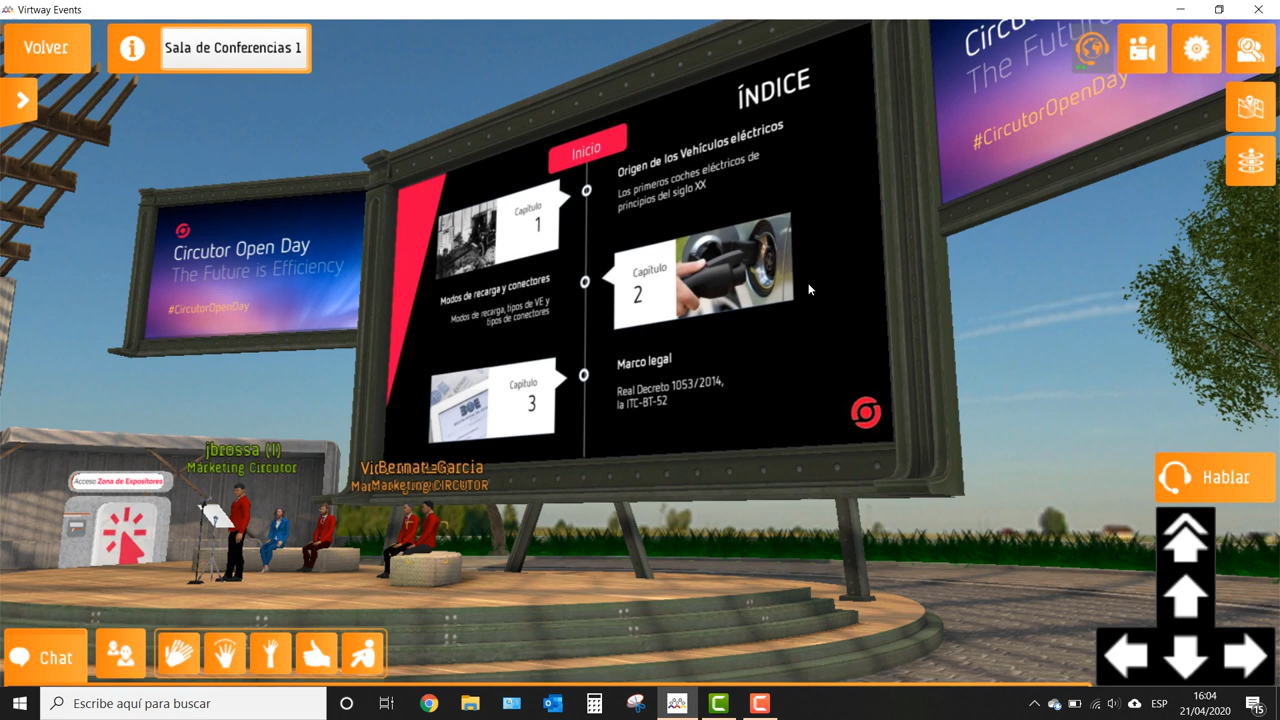 Virtway Events
Volver
Sala de Conferencias 1
Circutor Open Day
The Future is Efficiency
#CircutorOpenDay
ÍNDICE
Inicio
Origen de los Vehículos eléctricos
Los primeros coches eléctricos de
principios del siglo XX
Capítulo
1
Modos de recarga y conectores
Modos de recarga, tipos de VE y
tipos de conectores
Capítulo
2
Capítulo
3
BOE
Marco legal
Real Decreto 1053/2014,
la ITC-BT-52
The Future
#CircutorOpenDay
Acceso Zona de Expositores
jbrossa (I)
Marketing Circutor
Bernat_Garcia
Marketing CIRCUTOR
Hablar
Chat
Escribe aquí para buscar
ESP
16:04
21/04/2020
15